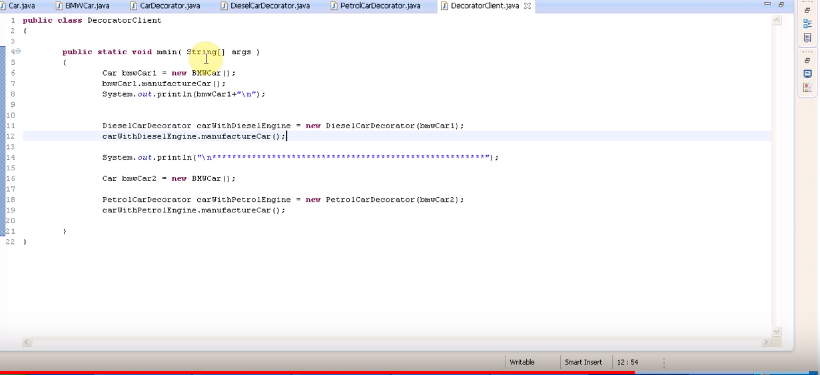 Car.java BMWCar.java CarDecorator.java DieselCarDecorator.java PetrolCarDecorator.java DecoratorClient.java
1 public class DecoratorClient
2 {
3
4 public static void main( String[] args )
5 {
6 Car bmwCar1 = new BMWCar();
7 bmwCar1.manufactureCar();
8 System.out.println(bmwCar1+"\n");
9
10
11 DieselCarDecorator carWithDieselEngine = new DieselCarDecorator(bmwCar1);
12 carWithDieselEngine.manufactureCar();
13
14 System.out.println("\n****************************************************");
15
16 Car bmwCar2 = new BMWCar();
17
18 PetrolCarDecorator carWithPetrolEngine = new PetrolCarDecorator(bmwCar2);
19 carWithPetrolEngine.manufactureCar();
20
21 }
22 }
Writable Smart Insert 12 : 54